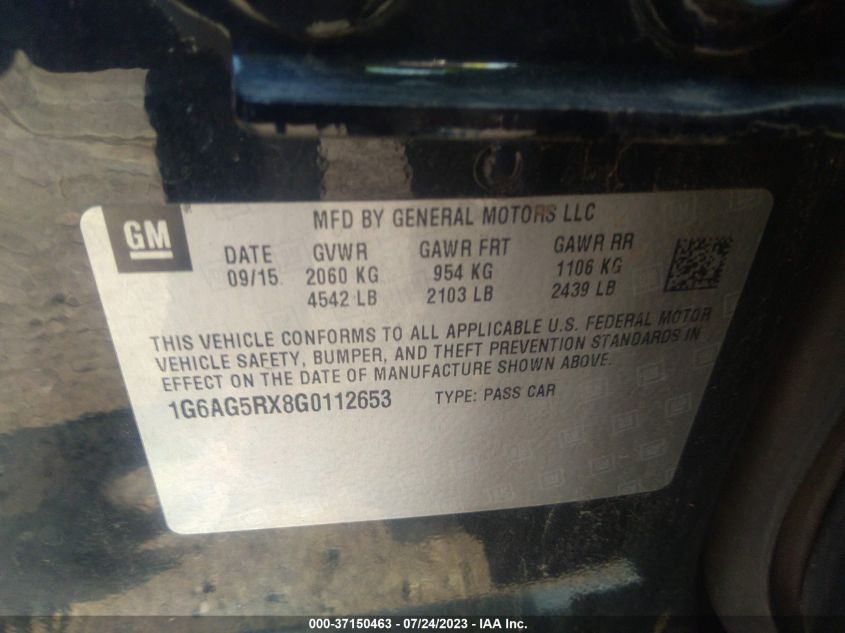 GM
MFD BY GENERAL MOTORS LLC
DATE GVWR GAWR FRT GAWR RR
09/15 2060 KG 954 KG 1106 KG
4542 LB 2103 LB 2439 LB
THIS VEHICLE CONFORMS TO ALL APPLICABLE U.S. FEDERAL MOTOR
VEHICLE SAFETY, BUMPER, AND THEFT PREVENTION STANDARDS IN
EFFECT ON THE DATE OF MANUFACTURE SHOWN ABOVE.
1G6AG5RX8G0112653 TYPE: PASS CAR
000-37150463 - 07/24/2023 - IAA Inc.